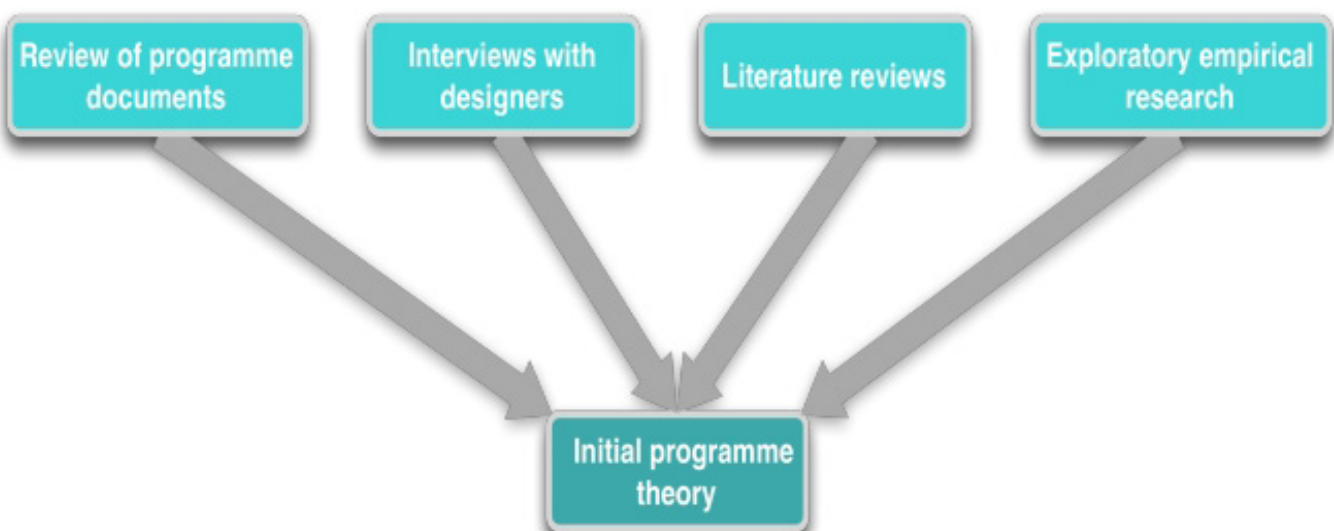 Review of programme
documents
Interviews with
designers
Literature reviews
Exploratory empirical
research
Initial programme
theory